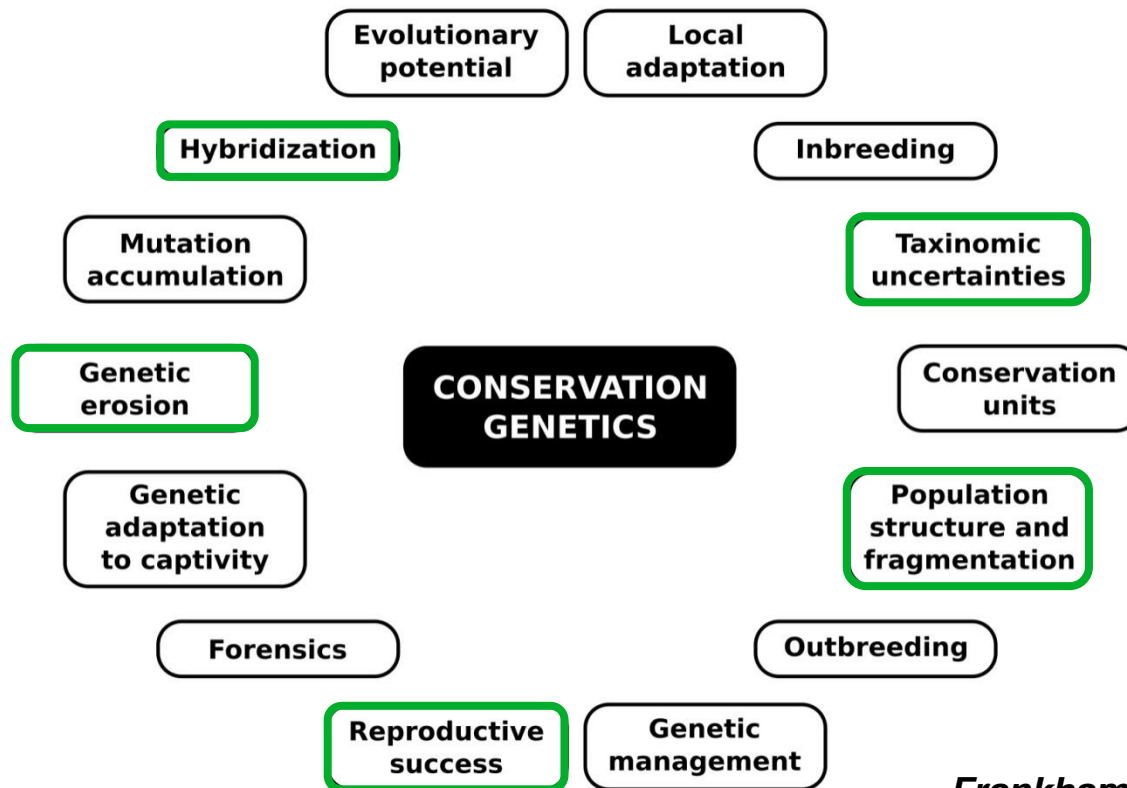 Evolutionary
potential
Local
adaptation
Hybridization
Inbreeding
Mutation
accumulation
Taxinomic
uncertainties
Genetic
erosion
CONSERVATION
GENETICS
Conservation
units
Genetic
adaptation
to captivity
Population
structure and
fragmentation
Forensics
Outbreeding
Reproductive
success
Genetic
management